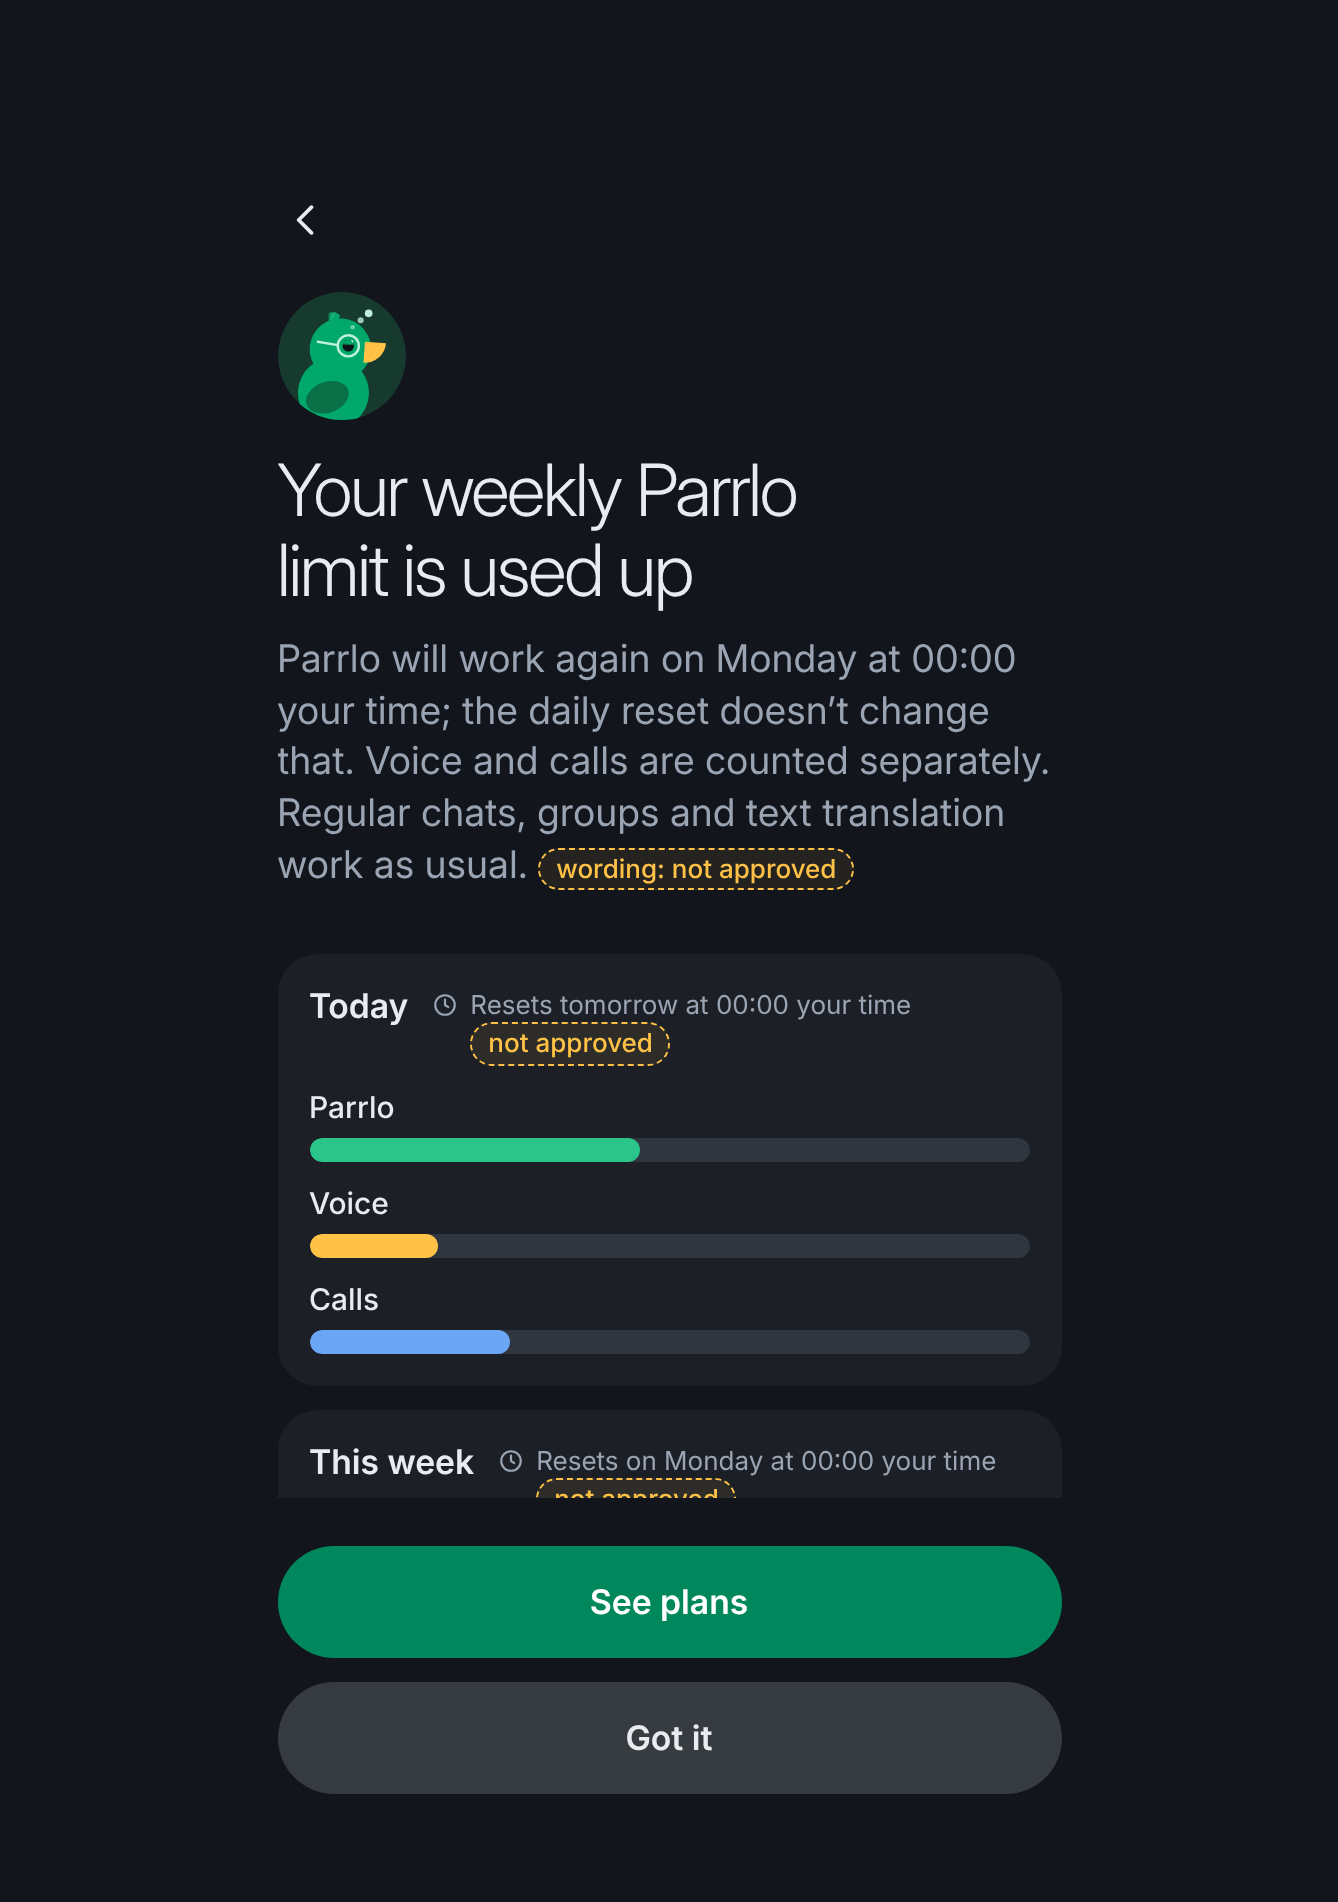 Your weekly Parrlo
limit is used up
Parrlo will work again on Monday at 00:00
your time; the daily reset doesn’t change
that. Voice and calls are counted separately.
Regular chats, groups and text translation
work as usual. wording: not approved
Today Resets tomorrow at 00:00 your time
not approved
Parrlo
Voice
Calls
This week Resets on Monday at 00:00 your time
not approved
See plans
Got it